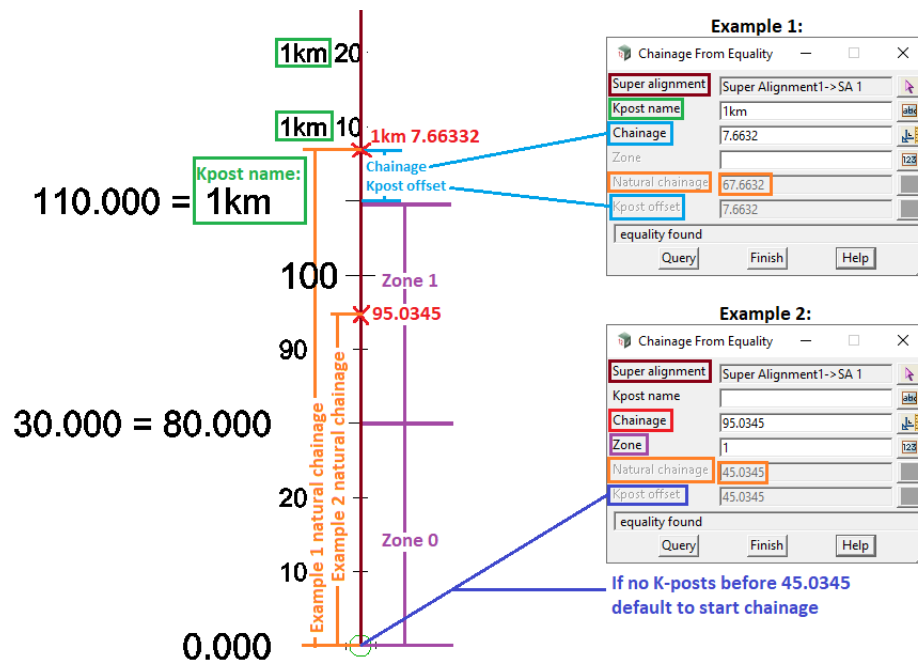 1km 20
1km 10
1km 7.66332
Chainage
Kpost offset
Kpost name:
110.000 = 1km
100
Zone 1
95.0345
90
30.000 = 80.000
20
Zone 0
10
0.000
Example 1 natural chainage
Example 2 natural chainage
Example 1:
Chainage From Equality
Super alignment Super Alignment1->SA 1
Kpost name 1km
abc
Chainage 7.6632
Zone
123
Natural chainage 67.6632
Kpost offset 7.6632
equality found
Query Finish Help
Example 2:
Chainage From Equality
Super alignment Super Alignment1->SA 1
Kpost name
abc
Chainage 95.0345
Zone 1
123
Natural chainage 45.0345
Kpost offset 45.0345
equality found
Query Finish Help
If no K-posts before 45.0345
default to start chainage